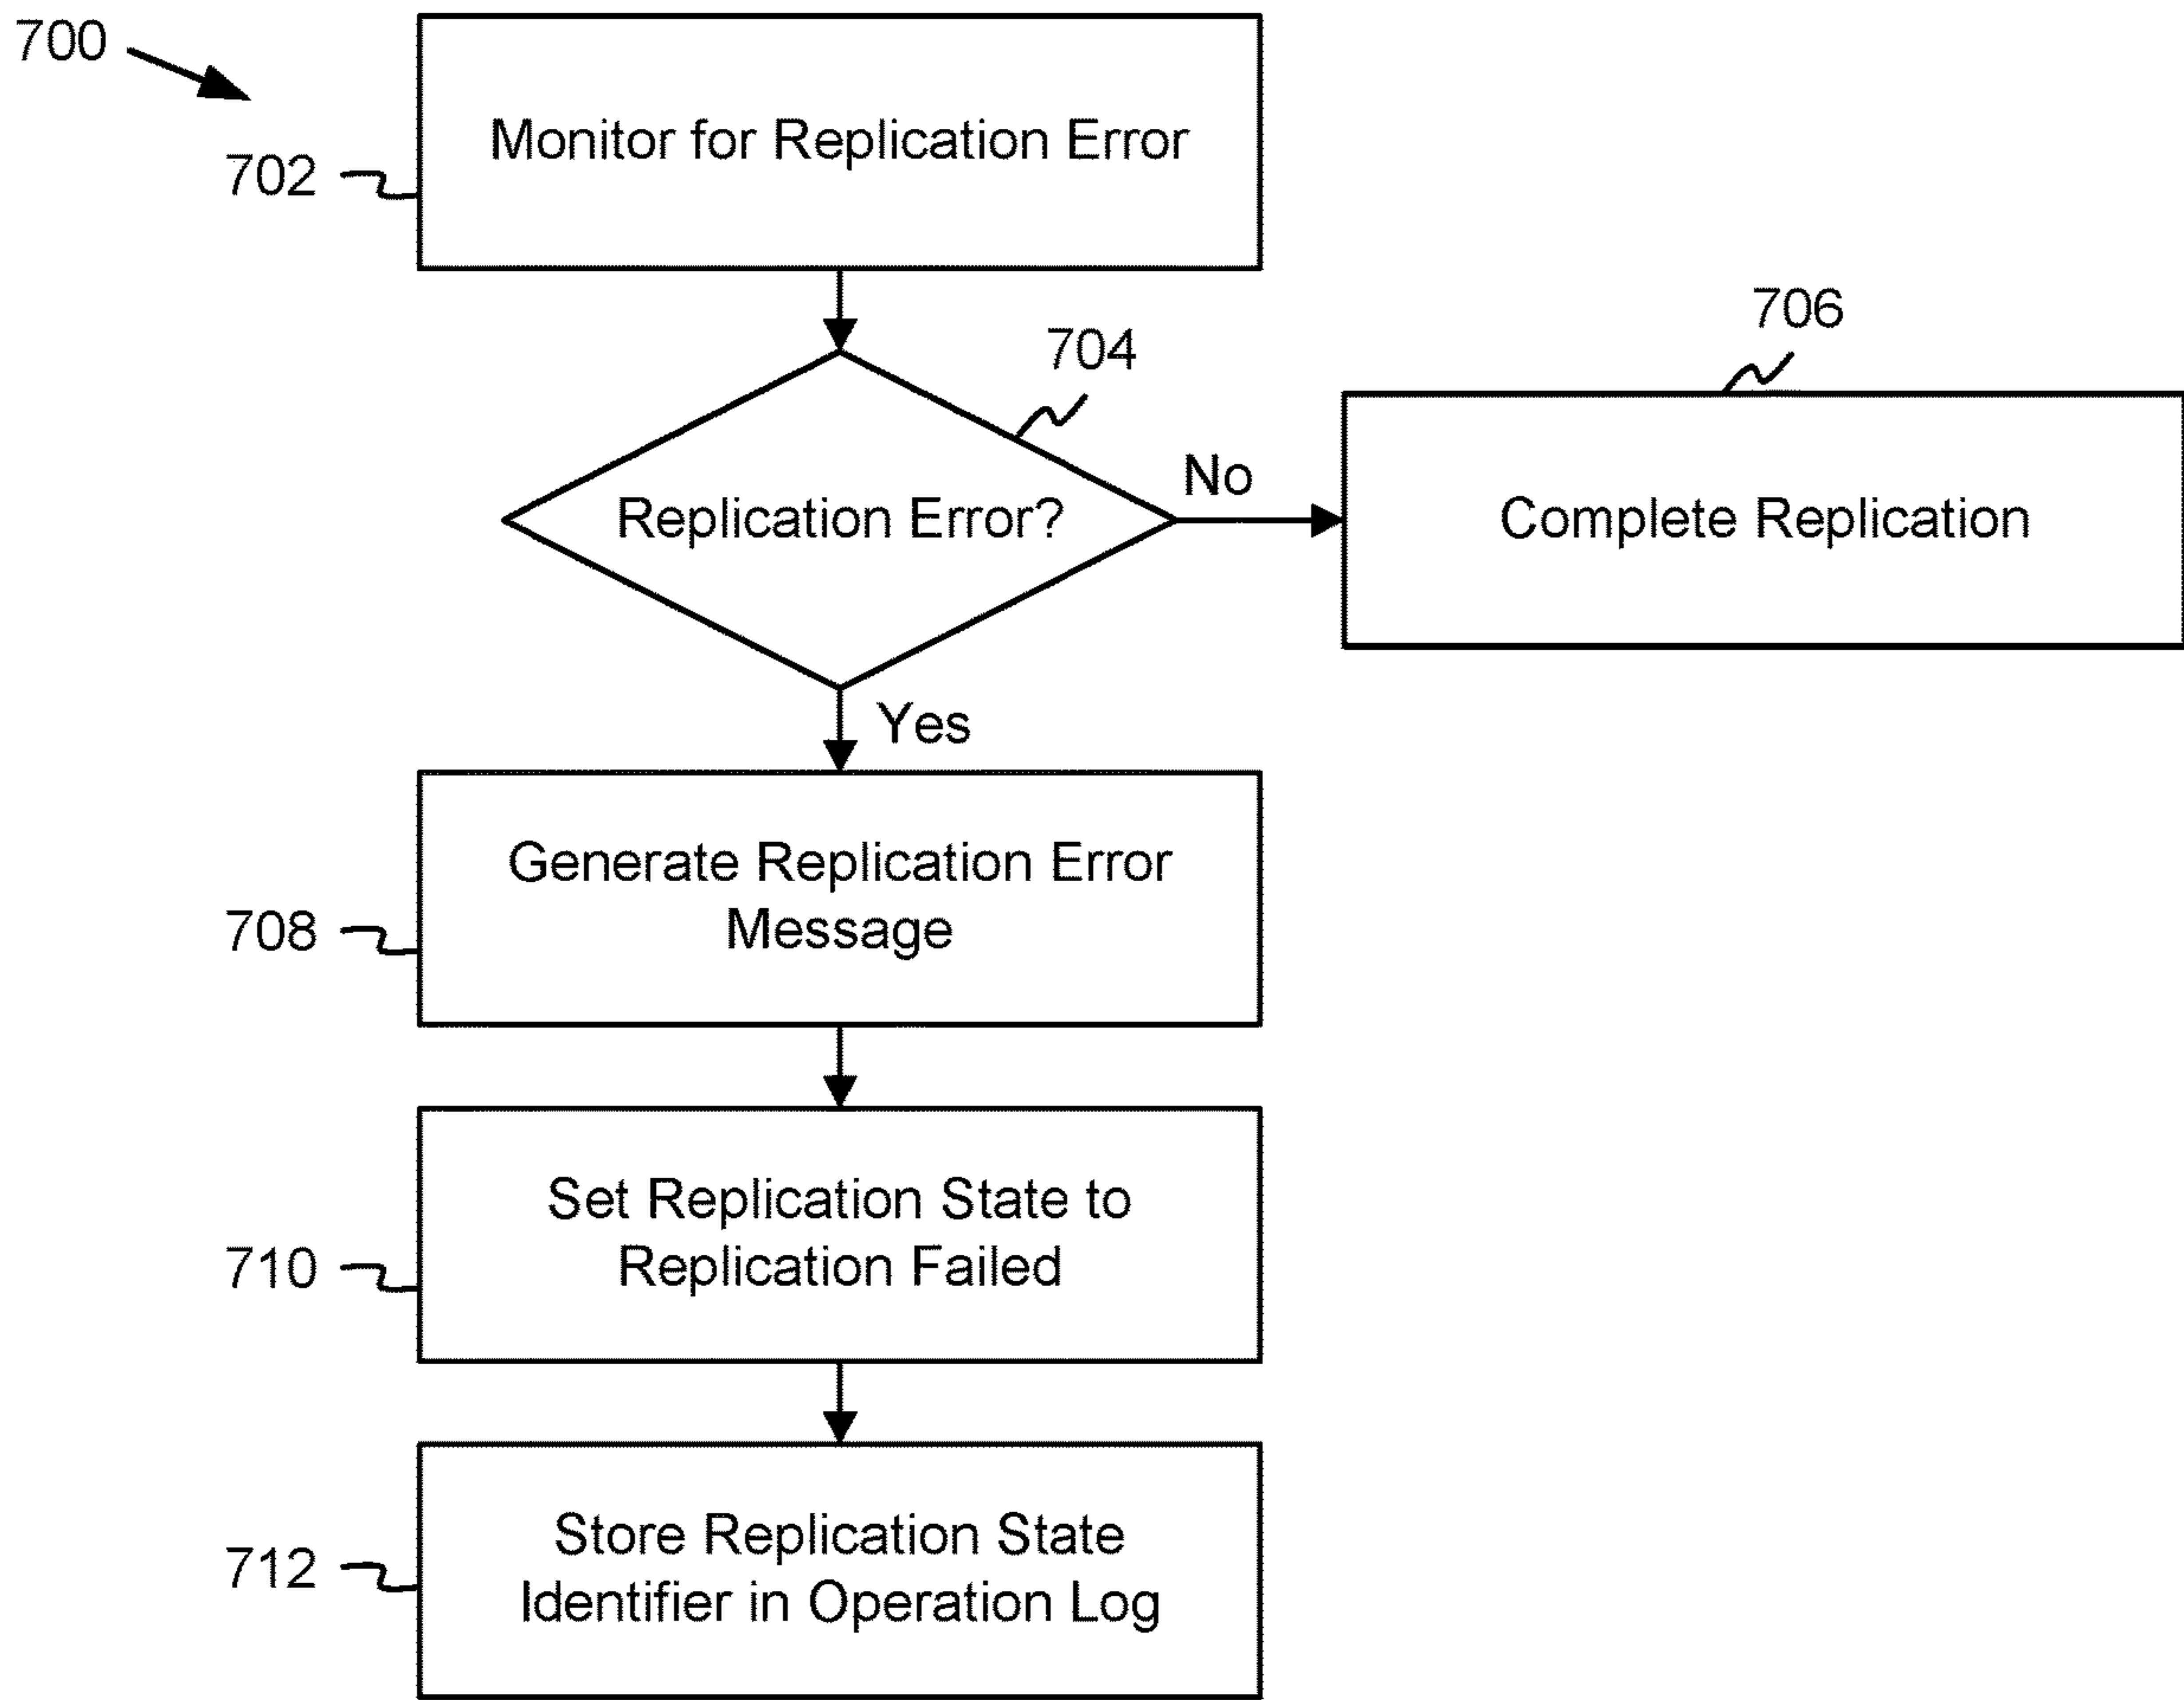 700
Monitor for Replication Error
702
704
706
Replication Error?
No
Complete Replication
Yes
Generate Replication Error
Message
708
Set Replication State to
Replication Failed
710
Store Replication State
Identifier in Operation Log
712